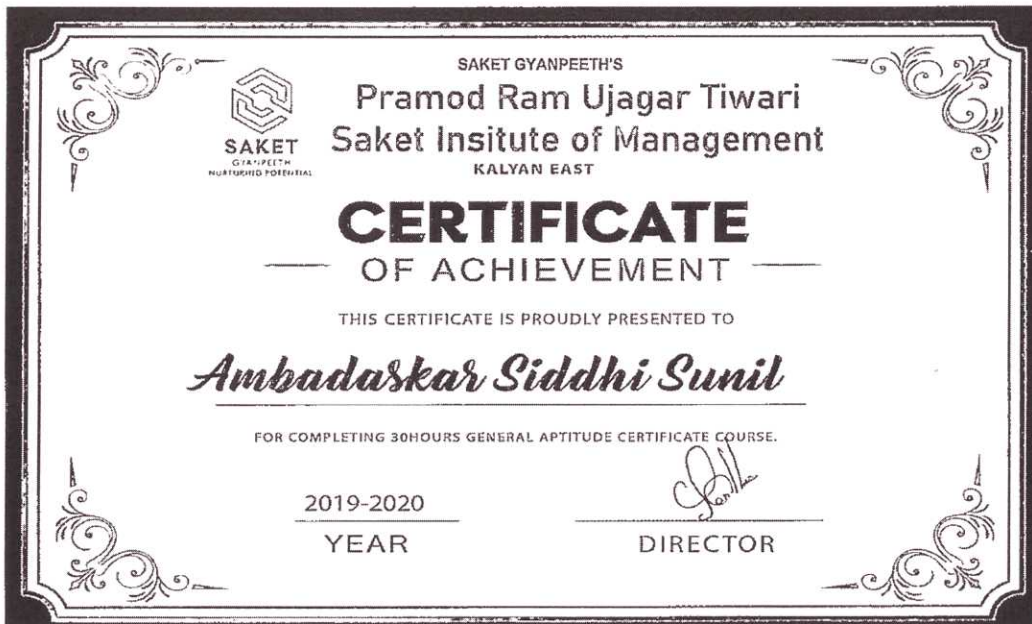 SAKET GYANPEETH'S
Pramod Ram Ujagar Tiwari
Saket Insitute of Management
KALYAN EAST
SAKET
GYANPEETH
NURTURING POTENTIAL
CERTIFICATE
OF ACHIEVEMENT
THIS CERTIFICATE IS PROUDLY PRESENTED TO
Ambadaskar Siddhi Sunil
FOR COMPLETING 30HOURS GENERAL APTITUDE CERTIFICATE COURSE.
2019-2020
YEAR
DIRECTOR